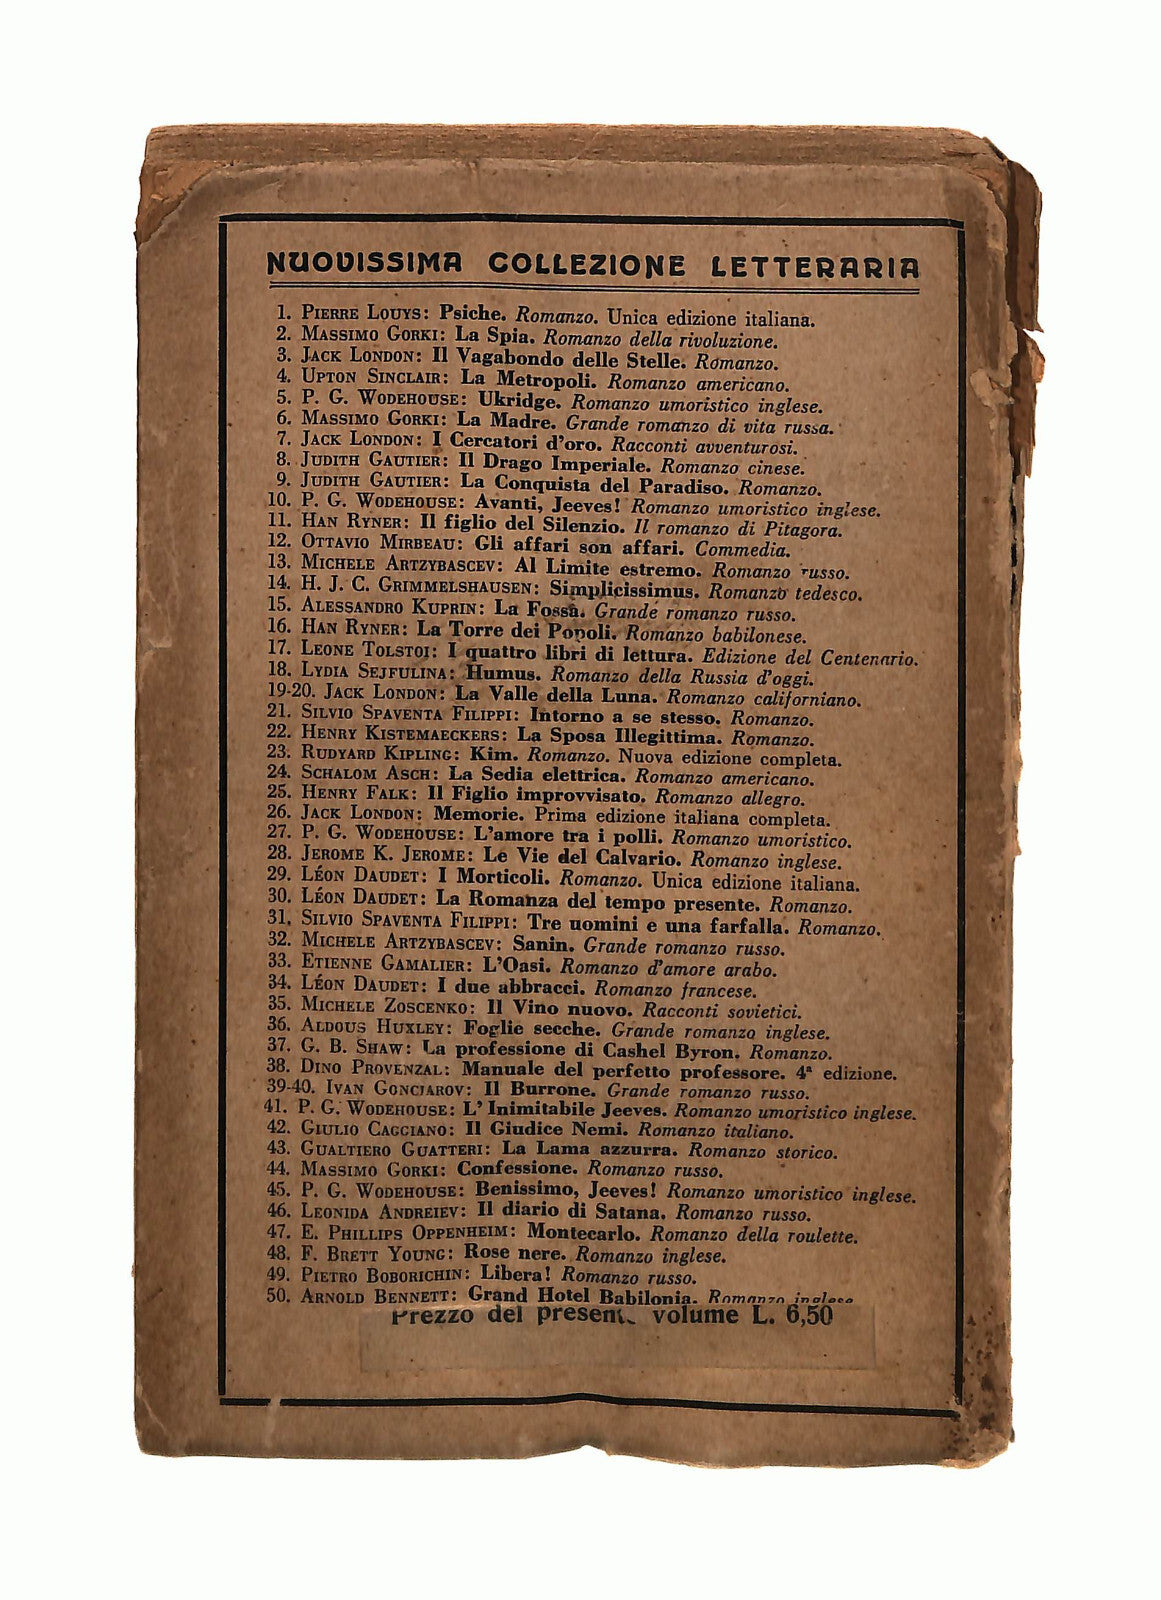 NUOVISSIMA COLLEZIONE LETTERARIA
1. PIERRE LOUYS: Psiche. Romanzo. Unica edizione italiana.
2. MASSIMO GORKI: La Spia. Romanzo della rivoluzione.
3. JACK LONDON: Il Vagabondo delle Stelle. Romanzo.
4. UPTON SINCLAIR: La Metropoli. Romanzo americano.
5. P. G. WODEHOUSE: Ukridge. Romanzo umoristico inglese.
6. MASSIMO GORKI: La Madre. Grande romanzo di vita russa.
7. JACK LONDON: I Cercatori d'oro. Racconti avventurosi.
8. JUDITH GAUTIER: Il Drago Imperiale. Romanzo cinese.
9. JUDITH GAUTIER: La Conquista del Paradiso. Romanzo.
10. P. G. WODEHOUSE: Avanti, Jeeves! Romanzo umoristico inglese.
11. HAN RYNER: Il figlio del Silenzio. Il romanzo di Pitagora.
12. OTTAVIO MIRBEAU: Gli affari son affari. Commedia.
13. MICHELE ARTZYBASCEV: Al Limite estremo. Romanzo russo.
14. H. J. C. GRIMMELSHAUSEN: Simplicissimus. Romanzo tedesco.
15. ALESSANDRO KUPRIN: La Fossa. Grande romanzo russo.
16. HAN RYNER: La Torre dei Popoli. Romanzo babilonese.
17. LEONE TOLSTOI: I quattro libri di lettura. Edizione del Centenario.
18. LYDIA SEJFULINA: Humus. Romanzo della Russia d'oggi.
19-20. JACK LONDON: La Valle della Luna. Romanzo californiano.
21. SILVIO SPAVENTA FILIPPI: Intorno a se stesso. Romanzo.
22. HENRY KISTEMAECKERS: La Sposa Illegittima. Romanzo.
23. RUDYARD KIPLING: Kim. Romanzo. Nuova edizione completa.
24. SCHALOM ASCH: La Sedia elettrica. Romanzo americano.
25. HENRY FALK: Il Figlio improvvisato. Romanzo allegro.
26. JACK LONDON: Memorie. Prima edizione italiana completa.
27. P. G. WODEHOUSE: L'amore tra i polli. Romanzo umoristico.
28. JEROME K. JEROME: Le Vie del Calvario. Romanzo inglese.
29. LÉON DAUDET: I Morticoli. Romanzo. Unica edizione italiana.
30. LÉON DAUDET: La Romanza del tempo presente. Romanzo.
31. SILVIO SPAVENTA FILIPPI: Tre uomini e una farfalla. Romanzo.
32. MICHELE ARTZYBASCEV: Sanin. Grande romanzo russo.
33. ETIENNE GAMALIER: L'Oasi. Romanzo d'amore arabo.
34. LÉON DAUDET: I due abbracci. Romanzo francese.
35. MICHELE ZOSCENKO: Il Vino nuovo. Racconti sovietici.
36. ALDOUS HUXLEY: Foglie secche. Grande romanzo inglese.
37. G. B. SHAW: La professione di Cashel Byron. Romanzo.
38. DINO PROVENZAL: Manuale del perfetto professore. 4ª edizione.
39-40. IVAN GONCIAROV: Il Burrone. Grande romanzo russo.
41. P. G. WODEHOUSE: L'Inimitabile Jeeves. Romanzo umoristico inglese.
42. GIULIO CAGGIANO: Il Giudice Nemi. Romanzo italiano.
43. GUALTIERO GUATTERI: La Lama azzurra. Romanzo storico.
44. MASSIMO GORKI: Confessione. Romanzo russo.
45. P. G. WODEHOUSE: Benissimo, Jeeves! Romanzo umoristico inglese.
46. LEONIDA ANDREIEV: Il diario di Satana. Romanzo russo.
47. E. PHILLIPS OPPENHEIM: Montecarlo. Romanzo della roulette.
48. F. BRETT YOUNG: Rose nere. Romanzo inglese.
49. PIETRO BOBORICHIN: Libera! Romanzo russo.
50. ARNOLD BENNETT: Grand Hotel Babilonia. Romanzo inglese
Prezzo del presente volume L. 6,50